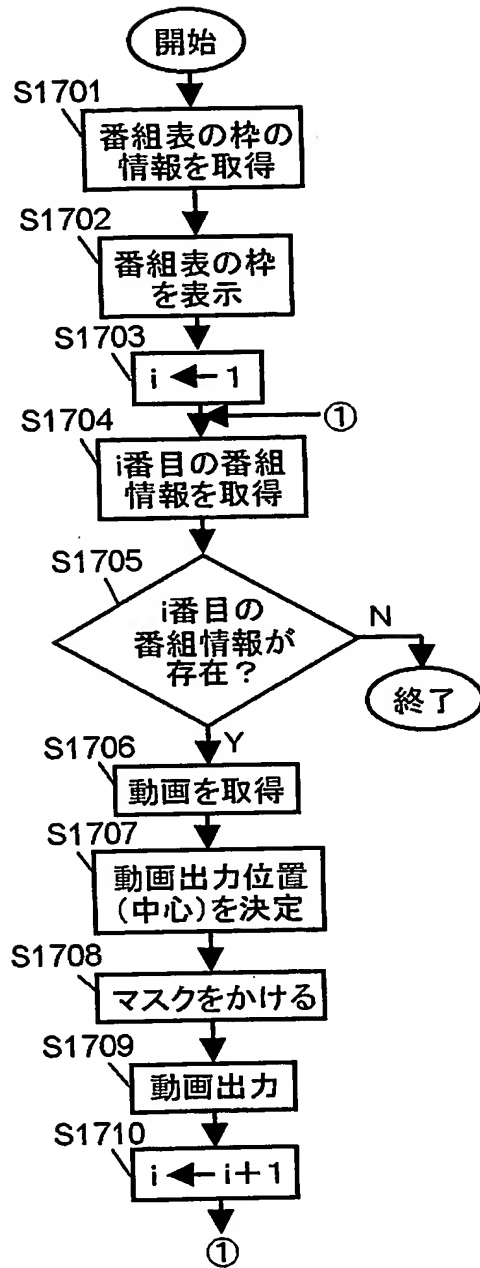 開始
S1701
番組表の枠の
情報を取得
S1702
番組表の枠
を表示
S1703
i ← 1
①
S1704
i番目の番組
情報を取得
S1705
i番目の
番組情報が
存在？
N
終了
Y
S1706
動画を取得
S1707
動画出力位置
(中心)を決定
S1708
マスクをかける
S1709
動画出力
S1710
i ← i+1
①